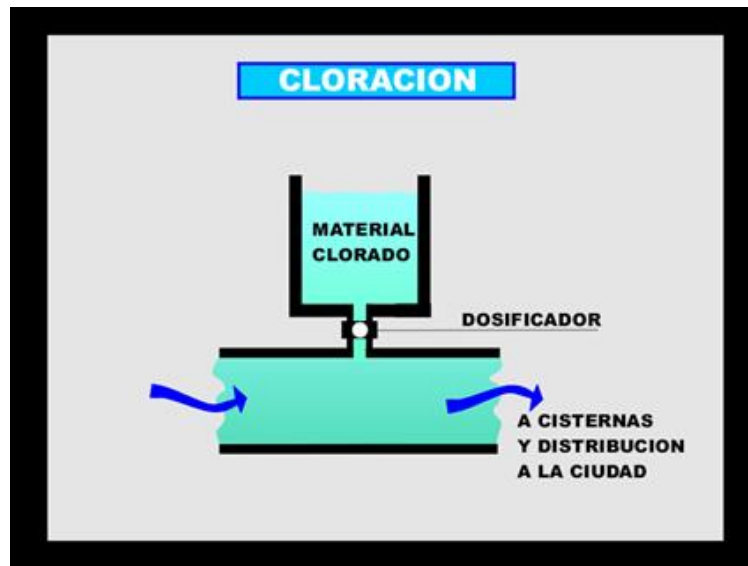 CLORACION
MATERIAL
CLORADO
DOSIFICADOR
A CISTERNAS
Y DISTRIBUCION
A LA CIUDAD